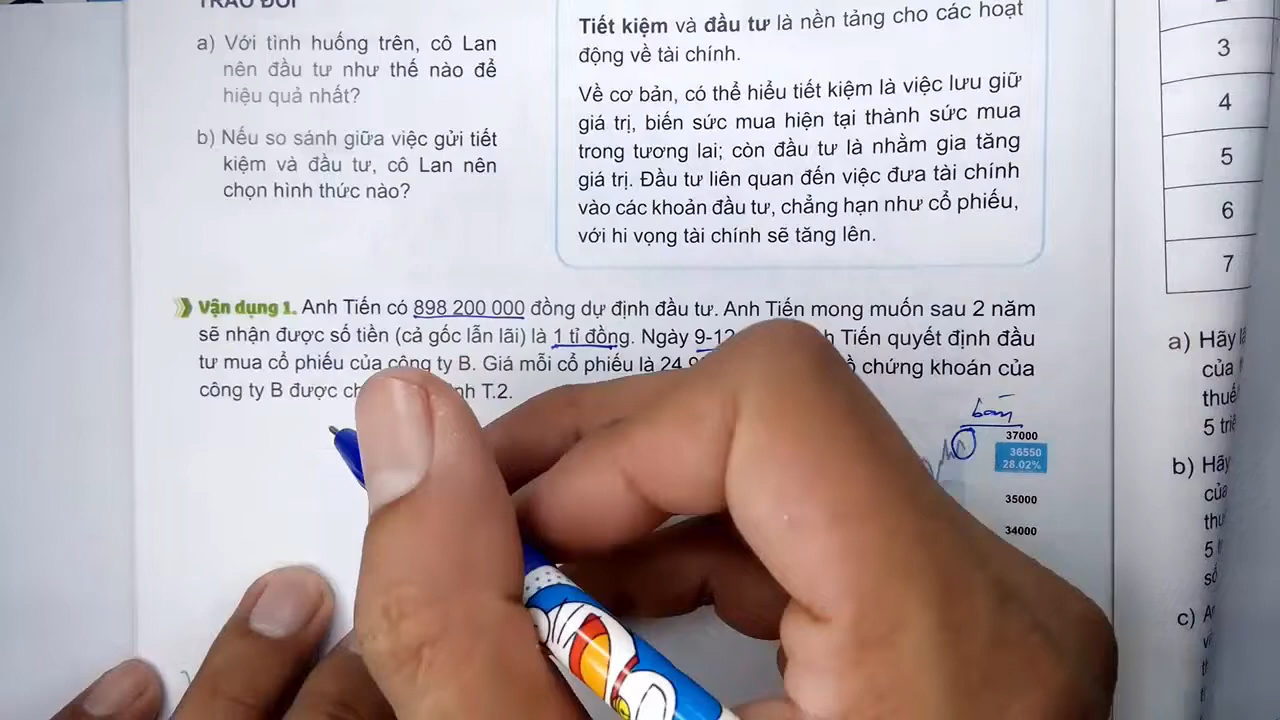 TRAO ĐỔI
a) Với tình huống trên, cô Lan
nên đầu tư như thế nào để
hiệu quả nhất?
b) Nếu so sánh giữa việc gửi tiết
kiệm và đầu tư, cô Lan nên
chọn hình thức nào?
Tiết kiệm và đầu tư là nền tảng cho các hoạt
động về tài chính.
Về cơ bản, có thể hiểu tiết kiệm là việc lưu giữ
giá trị, biến sức mua hiện tại thành sức mua
trong tương lai; còn đầu tư là nhằm gia tăng
giá trị. Đầu tư liên quan đến việc đưa tài chính
vào các khoản đầu tư, chẳng hạn như cổ phiếu,
với hi vọng tài chính sẽ tăng lên.
Vận dụng 1. Anh Tiến có 898 200 000 đồng dự định đầu tư. Anh Tiến mong muốn sau 2 năm
sẽ nhận được số tiền (cả gốc lẫn lãi) là 1 tỉ đồng. Ngày 9-12 Tiến quyết định đầu
tư mua cổ phiếu của công ty B. Giá mỗi cổ phiếu là 24 chứng khoán của
công ty B được T.2.
bán
37000
36550
28.02%
35000
34000
3
4
5
6
7
a) Hãy
của
thuế
5
b) Hãy
của
5
số
c)